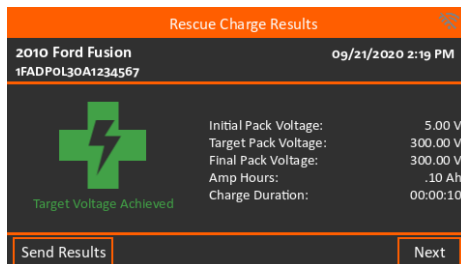 Rescue Charge Results
2010 Ford Fusion 09/21/2020 2:19 PM
1FADP0L30A1234567
Initial Pack Voltage: 5.00 V
Target Pack Voltage: 300.00 V
Final Pack Voltage: 300.00 V
Amp Hours: .10 Ah
Charge Duration: 00:00:10
Target Voltage Achieved
Send Results Next